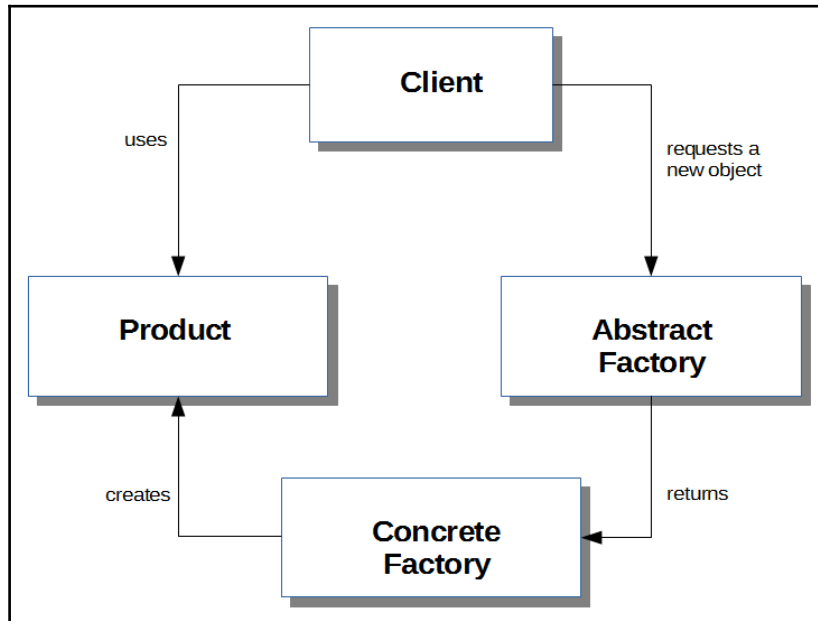 Client
uses
requests a
new object
Product
Abstract
Factory
creates
returns
Concrete
Factory